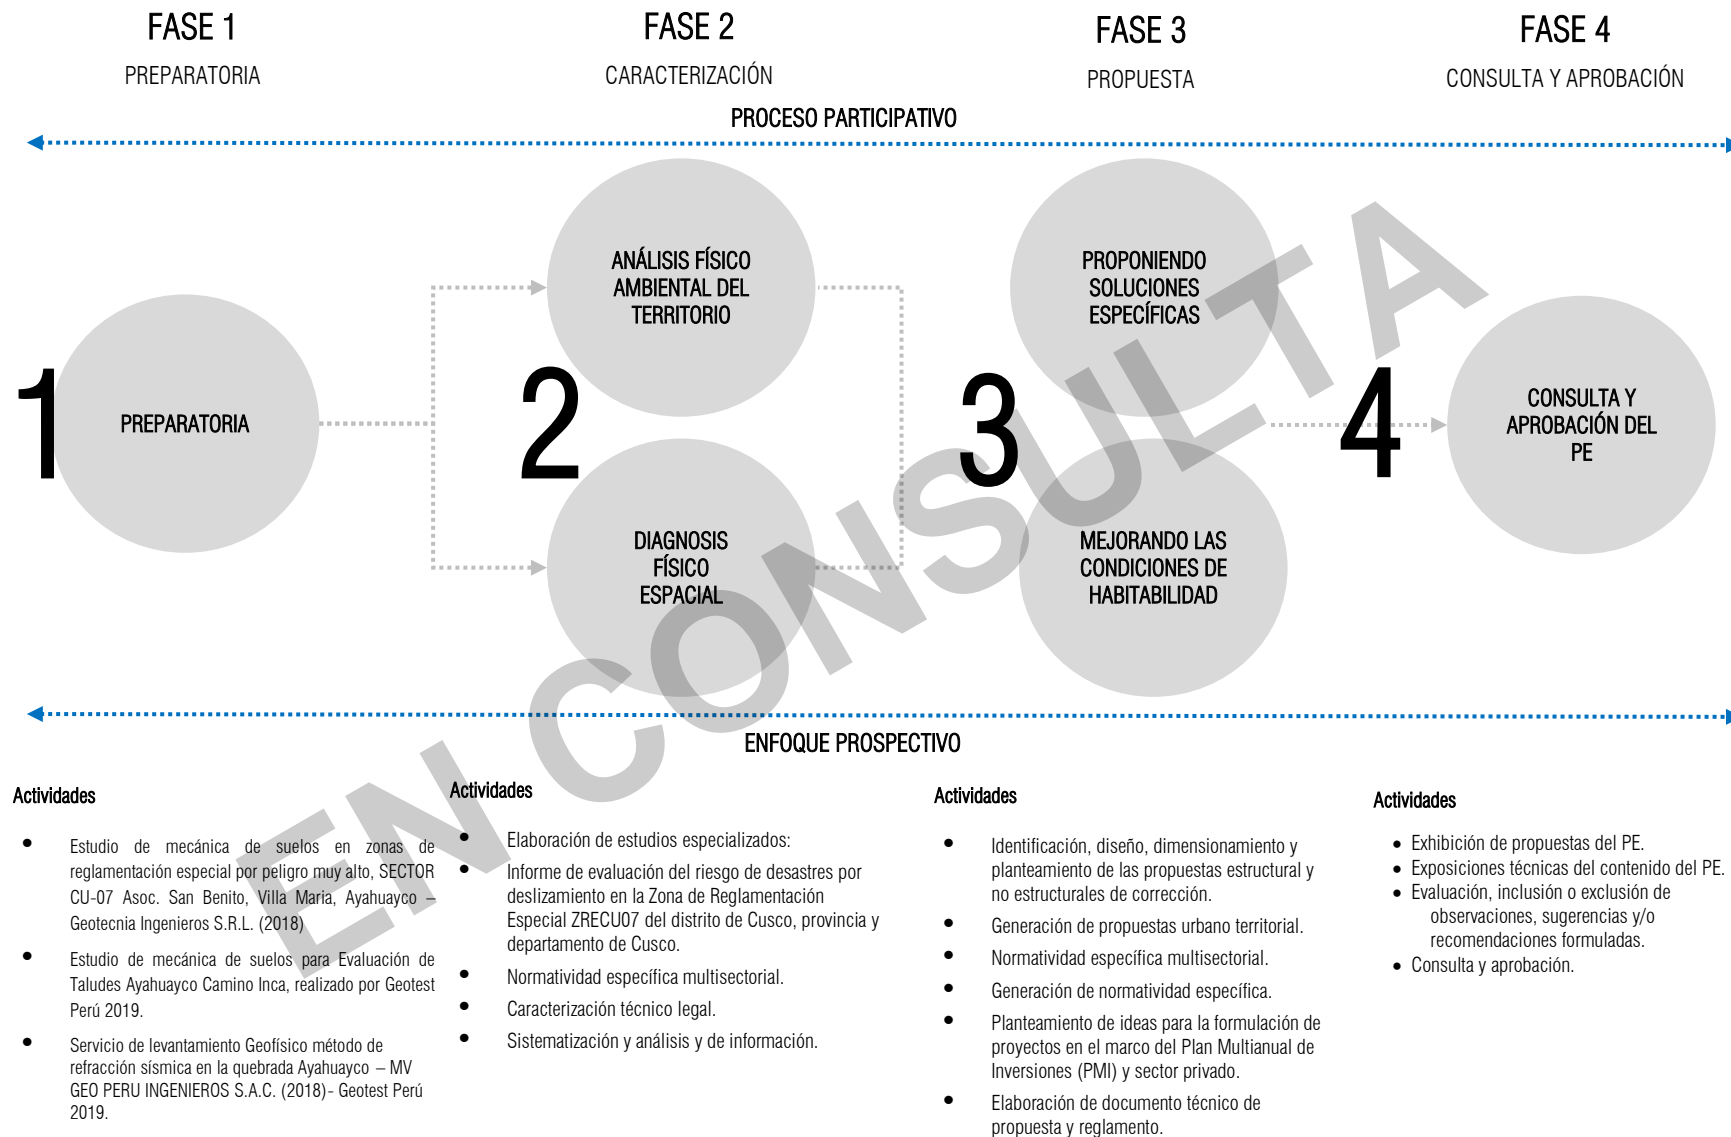 FASE 1
PREPARATORIA
FASE 2
CARACTERIZACIÓN
FASE 3
PROPUESTA
FASE 4
CONSULTA Y APROBACIÓN
PROCESO PARTICIPATIVO
1
PREPARATORIA
2
ANÁLISIS FÍSICO
AMBIENTAL DEL
TERRITORIO
DIAGNOSIS
FÍSICO
ESPACIAL
3
PROPONIENDO
SOLUCIONES
ESPECÍFICAS
MEJORANDO LAS
CONDICIONES DE
HABITABILIDAD
4
CONSULTA Y
APROBACIÓN DEL
PE
EN CONSULTA
ENFOQUE PROSPECTIVO
Actividades
• Estudio de mecánica de suelos en zonas de
reglamentación especial por peligro muy alto, SECTOR
CU-07 Asoc. San Benito, Villa Maria, Ayahuayco –
Geotecnia Ingenieros S.R.L. (2018)
• Estudio de mecánica de suelos para Evaluación de
Taludes Ayahuayco Camino Inca, realizado por Geotest
Perú 2019.
• Servicio de levantamiento Geofísico método de
refracción sísmica en la quebrada Ayahuayco – MV
GEO PERU INGENIEROS S.A.C. (2018)- Geotest Perú
2019.
Actividades
• Elaboración de estudios especializados:
• Informe de evaluación del riesgo de desastres por
deslizamiento en la Zona de Reglamentación
Especial ZRECU07 del distrito de Cusco, provincia y
departamento de Cusco.
• Normatividad específica multisectorial.
• Caracterización técnico legal.
• Sistematización y análisis y de información.
Actividades
• Identificación, diseño, dimensionamiento y
planteamiento de las propuestas estructural y
no estructurales de corrección.
• Generación de propuestas urbano territorial.
• Normatividad específica multisectorial.
• Generación de normatividad específica.
• Planteamiento de ideas para la formulación de
proyectos en el marco del Plan Multianual de
Inversiones (PMI) y sector privado.
• Elaboración de documento técnico de
propuesta y reglamento.
Actividades
• Exhibición de propuestas del PE.
• Exposiciones técnicas del contenido del PE.
• Evaluación, inclusión o exclusión de
observaciones, sugerencias y/o
recomendaciones formuladas.
• Consulta y aprobación.